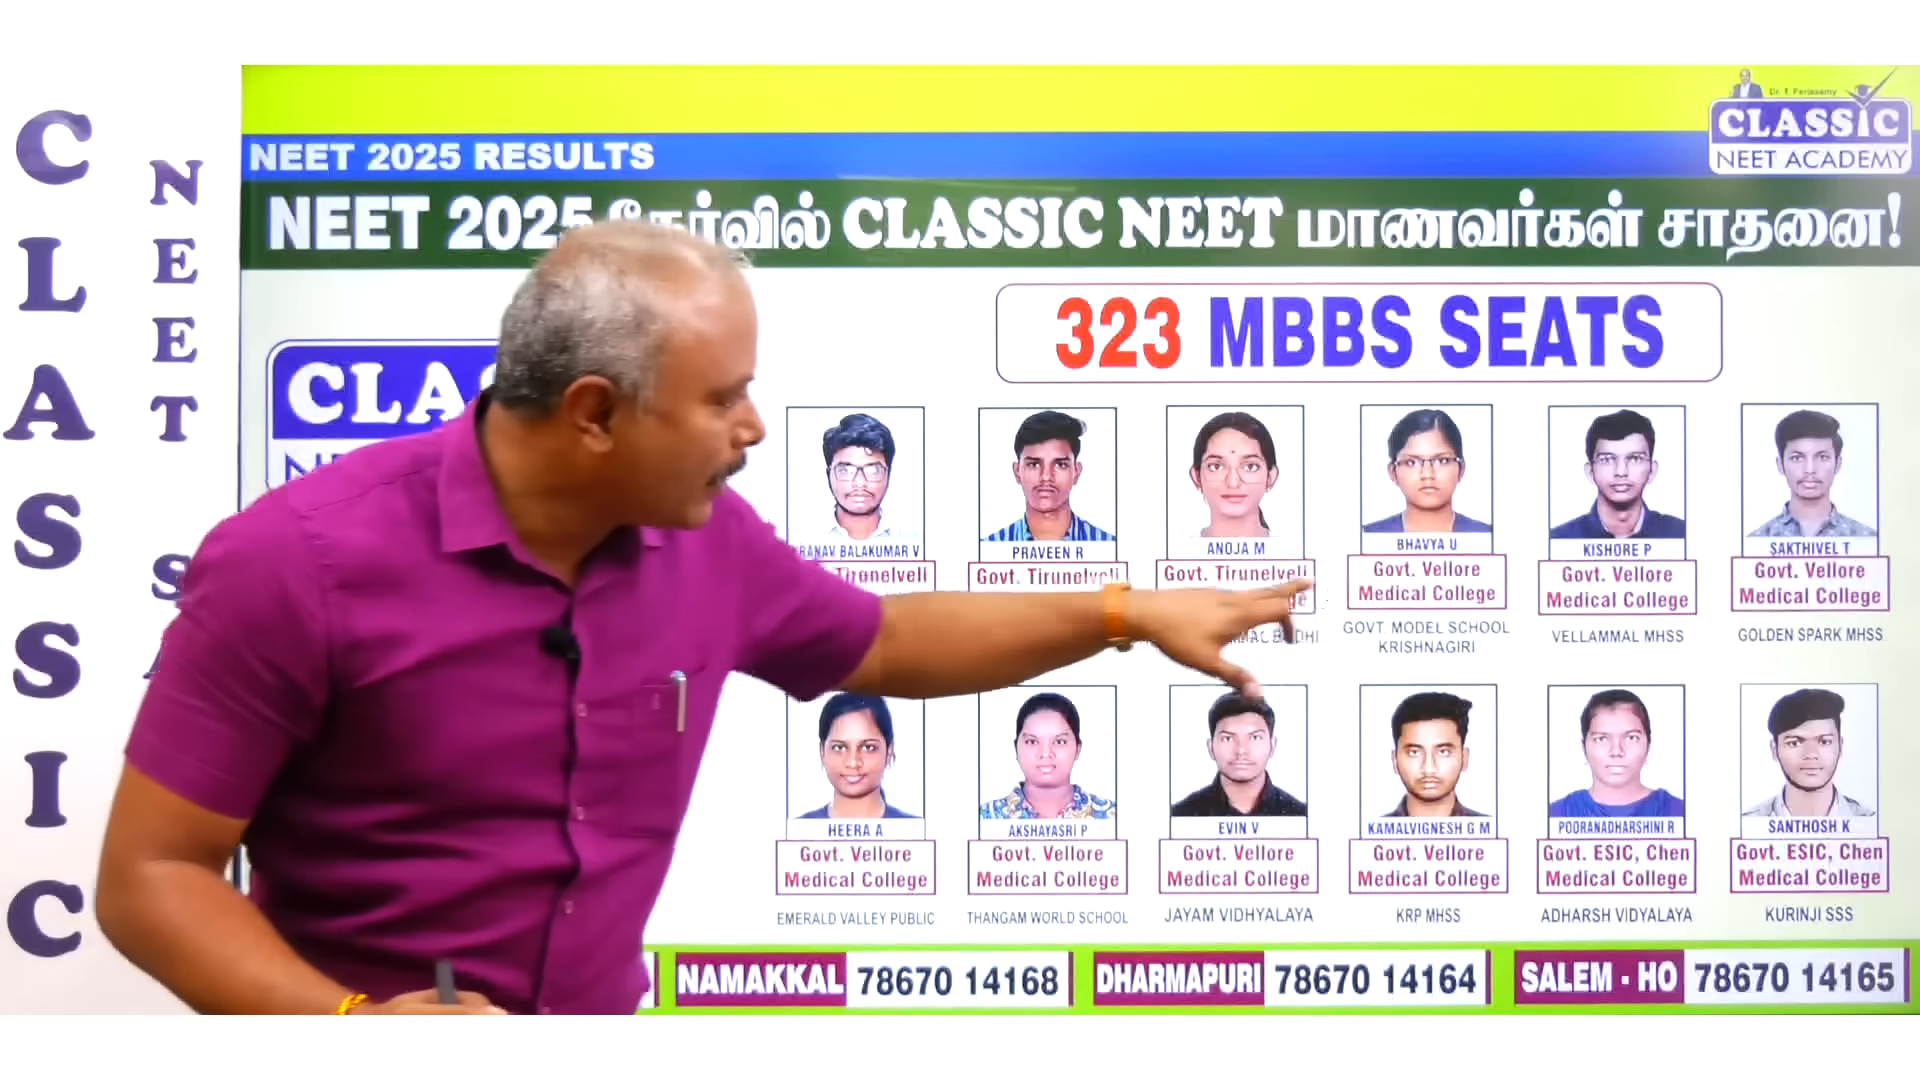 CLASSIC
NEET
Dr. T. Periasamy
CLASSIC
NEET ACADEMY
NEET 2025 RESULTS
NEET 2025 தேர்வில் CLASSIC NEET மாணவர்கள் சாதனை!
323 MBBS SEATS
PRAVEEN R
ANOJA M
BHAVYA U
KISHORE P
SAKTHIVEL T
BALAKUMAR V
Tirunelveli
Govt. Tirunelveli
Govt. Tirunelveli
Govt. Vellore
Medical College
Govt. Vellore
Medical College
Govt. Vellore
Medical College
GOVT. MODEL SCHOOL
KRISHNAGIRI
VELLAMMAL MHSS
GOLDEN SPARK MHSS
HEERA A
AKSHAYASRI P
EVIN V
KAMALVIGNESH G M
POORANADHARSHINI R
SANTHOSH K
Govt. Vellore
Medical College
Govt. Vellore
Medical College
Govt. Vellore
Medical College
Govt. Vellore
Medical College
Govt. ESIC, Chen
Medical College
Govt. ESIC, Chen
Medical College
EMERALD VALLEY PUBLIC
THANGAM WORLD SCHOOL
JAYAM VIDHYALAYA
KRP MHSS
ADHARSH VIDYALAYA
KURINJI SSS
NAMAKKAL 78670 14168
DHARMAPURI 78670 14164
SALEM - HO 78670 14165